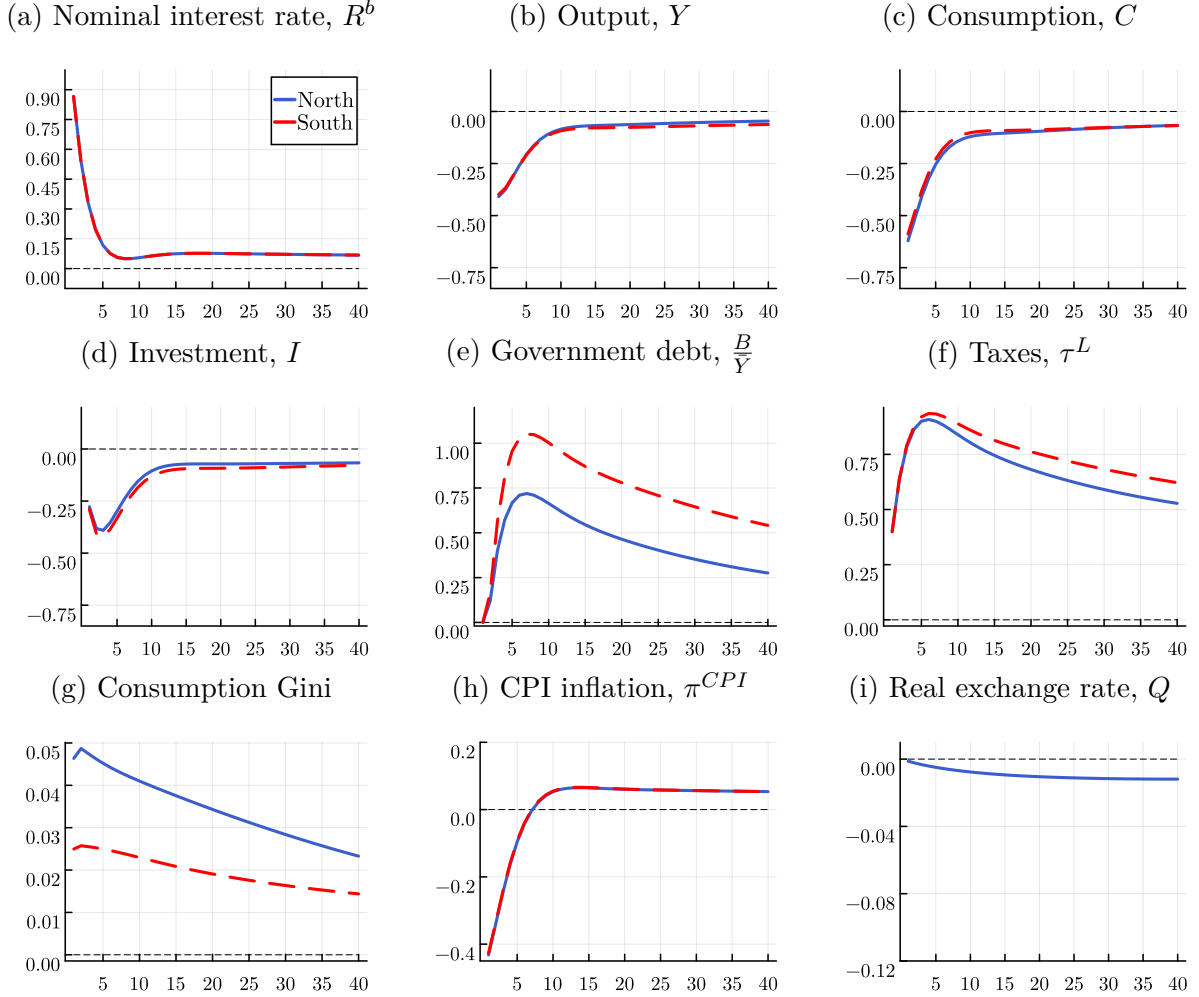 (a) Nominal interest rate, R^b
(b) Output, Y
(c) Consumption, C
0.90
0.75
0.60
0.45
0.30
0.15
0.00
North
South
5 10 15 20 25 30 35 40
0.00
−0.25
−0.50
−0.75
5 10 15 20 25 30 35 40
0.00
−0.25
−0.50
−0.75
5 10 15 20 25 30 35 40
(d) Investment, I
(e) Government debt, B/Ȳ
(f) Taxes, τ^L
0.00
−0.25
−0.50
−0.75
5 10 15 20 25 30 35 40
1.00
0.75
0.50
0.25
0.00
5 10 15 20 25 30 35 40
0.75
0.50
0.25
0.00
5 10 15 20 25 30 35 40
(g) Consumption Gini
(h) CPI inflation, π^{CPI}
(i) Real exchange rate, Q
0.05
0.04
0.03
0.02
0.01
0.00
5 10 15 20 25 30 35 40
0.2
0.0
−0.2
−0.4
5 10 15 20 25 30 35 40
0.00
−0.04
−0.08
−0.12
5 10 15 20 25 30 35 40